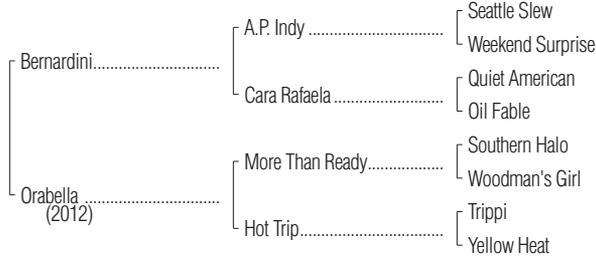 Seattle Slew
A.P. Indy ..............................
Weekend Surprise
Bernardini............................
Quiet American
Cara Rafaela ........................
Oil Fable
Southern Halo
More Than Ready.................
Woodman's Girl
Orabella ..............................
(2012)
Trippi
Hot Trip................................
Yellow Heat